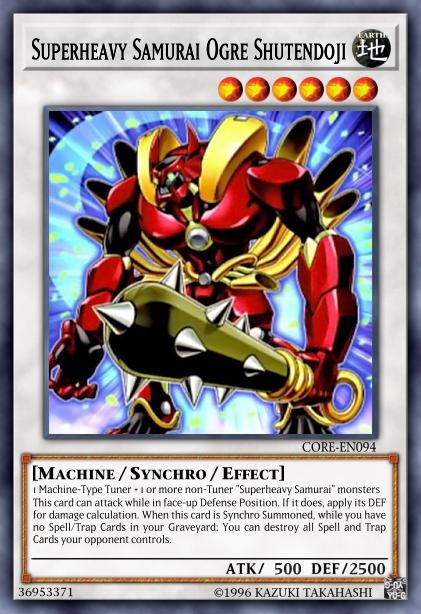 SUPERHEAVY SAMURAI OGRE SHUTENDOJI
EARTH
地
CORE-EN094
[MACHINE / SYNCHRO / EFFECT]
1 Machine-Type Tuner + 1 or more non-Tuner "Superheavy Samurai" monsters
This card can attack while in face-up Defense Position. If it does, apply its DEF
for damage calculation. When this card is Synchro Summoned, while you have
no Spell/Trap Cards in your Graveyard: You can destroy all Spell and Trap
Cards your opponent controls.
ATK/ 500 DEF/2500
36953371
©1996 KAZUKI TAKAHASHI